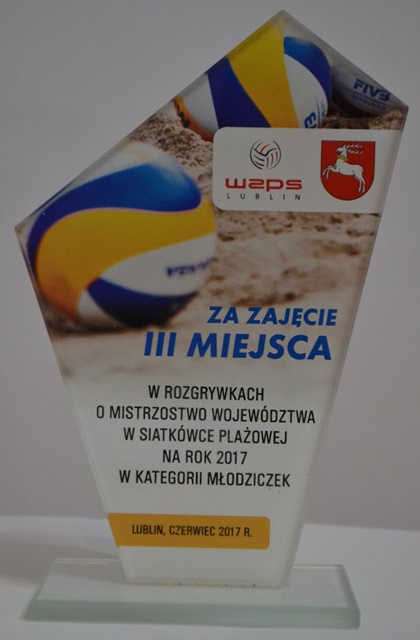 FIVB
wzps
LUBLIN
ZA ZAJĘCIE
III MIEJSCA
W ROZGRYWKACH
O MISTRZOSTWO WOJEWÓDZTWA
W SIATKÓWCE PLAŻOWEJ
NA ROK 2017
W KATEGORII MŁODZICZEK
LUBLIN, CZERWIEC 2017 R.